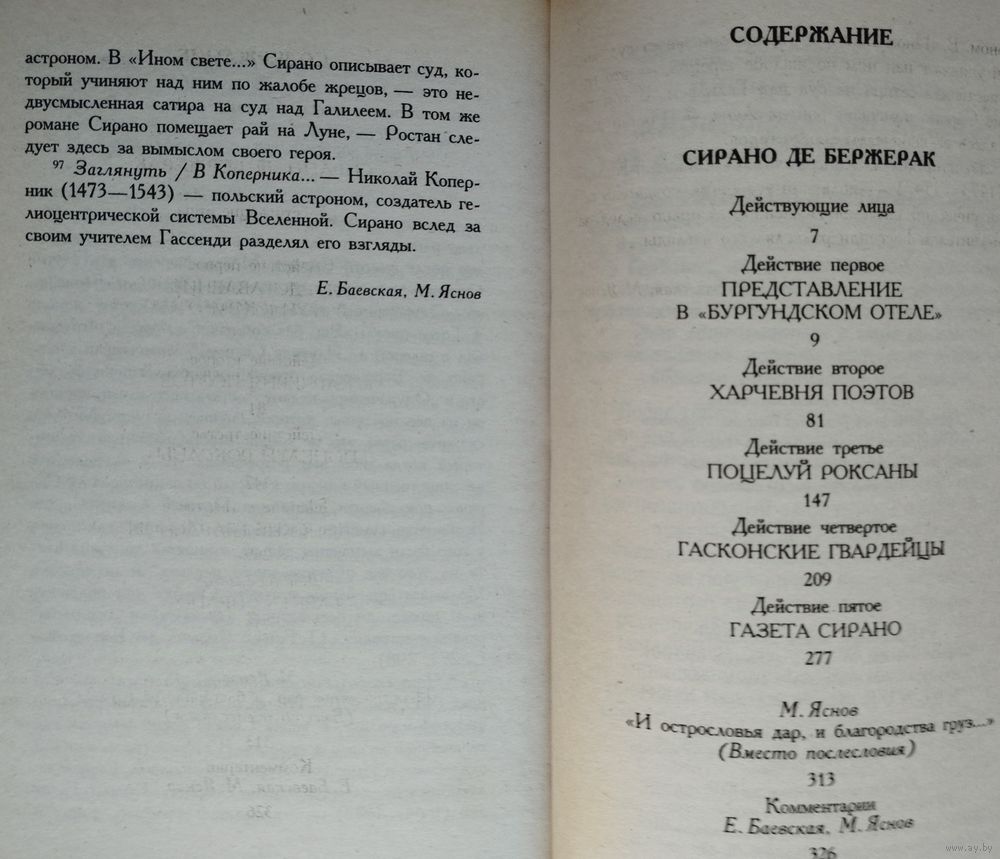 астроном. В «Ином свете...» Сирано описывает суд, ко-
торый учиняют над ним по жалобе жрецов, — это не-
двусмысленная сатира на суд над Галилеем. В том же
романе Сирано помещает рай на Луне, — Ростан сле-
дует здесь за вымыслом своего героя.
97 Заглянуть / В Коперника... — Николай Копер-
ник (1473—1543) — польский астроном, создатель ге-
лиоцентрической системы Вселенной. Сирано вслед за
своим учителем Гассенди разделял его взгляды.
Е. Баевская, М. Яснов
СОДЕРЖАНИЕ
СИРАНО ДЕ БЕРЖЕРАК
Действующие лица
7
Действие первое
ПРЕДСТАВЛЕНИЕ
В «БУРГУНДСКОМ ОТЕЛЕ»
9
Действие второе
ХАРЧЕВНЯ ПОЭТОВ
81
Действие третье
ПОЦЕЛУЙ РОКСАНЫ
147
Действие четвертое
ГАСКОНСКИЕ ГВАРДЕЙЦЫ
209
Действие пятое
ГАЗЕТА СИРАНО
277
М. Яснов
«И острословья дар, и благородства груз...»
(Вместо послесловия)
313
Комментарии
Е. Баевская, М. Яснов
326
www.ay.by